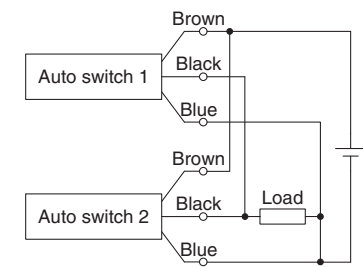 Brown
Auto switch 1
Black
Blue
Brown
Auto switch 2
Black
Load
Blue